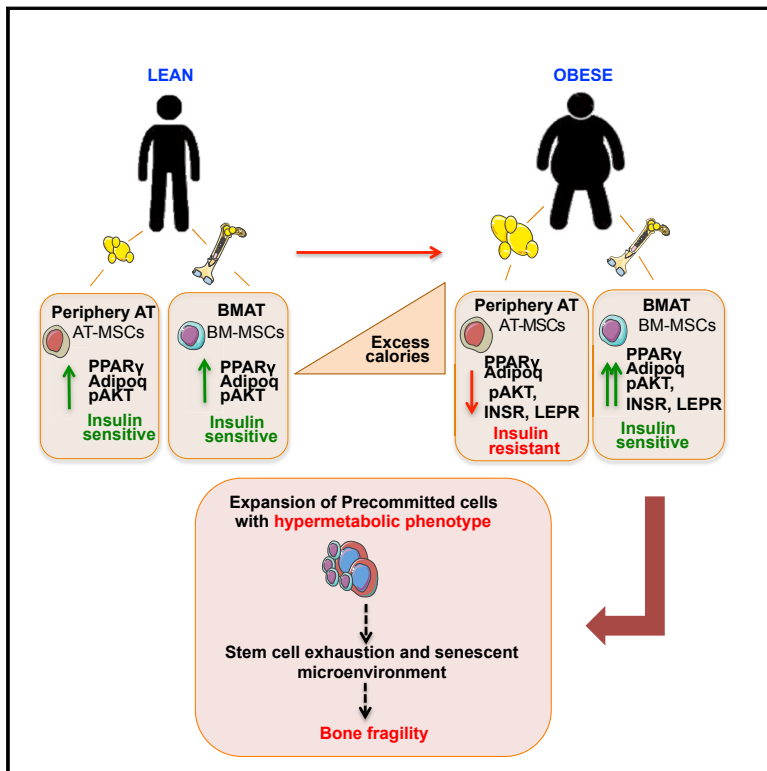 LEAN
OBESE
Periphery AT
AT-MSCs
PPARγ
Adipoq
pAKT
Insulin
sensitive
BMAT
BM-MSCs
PPARγ
Adipoq
pAKT
Insulin
sensitive
Excess
calories
Periphery AT
AT-MSCs
PPARγ
Adipoq
pAKT,
INSR, LEPR
Insulin
resistant
BMAT
BM-MSCs
PPARγ
Adipoq
pAKT,
INSR, LEPR
Insulin
sensitive
Expansion of Precommitted cells
with hypermetabolic phenotype
Stem cell exhaustion and senescent
microenvironment
Bone fragility